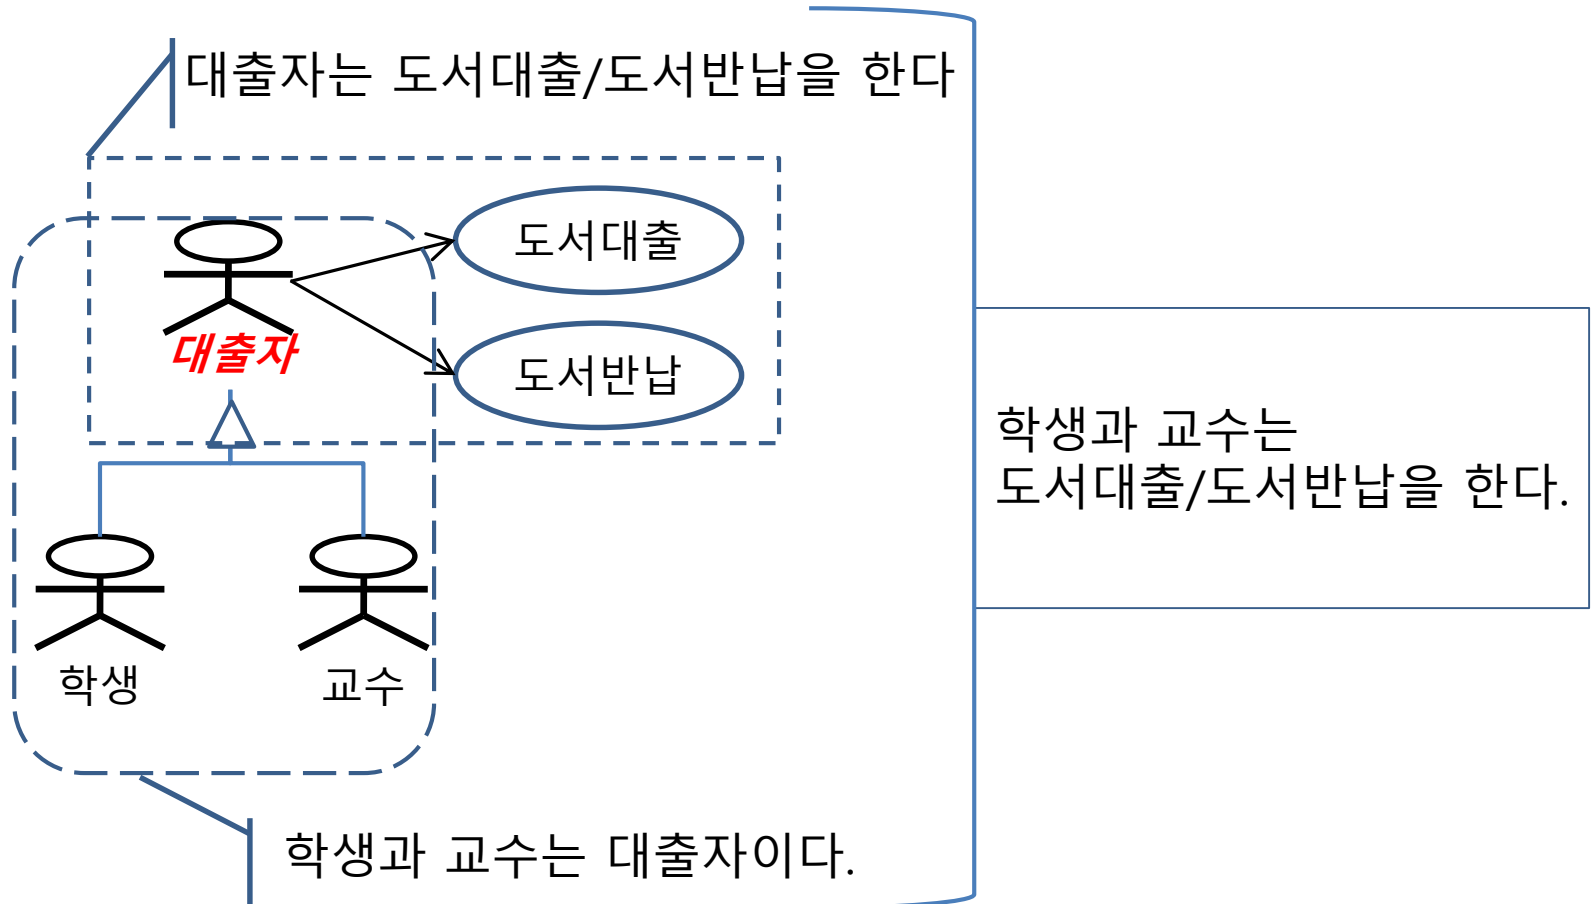 대출자는 도서대출/도서반납을 한다
도서대출
대출자
도서반납
학생과 교수는
도서대출/도서반납을 한다.
학생
교수
학생과 교수는 대출자이다.